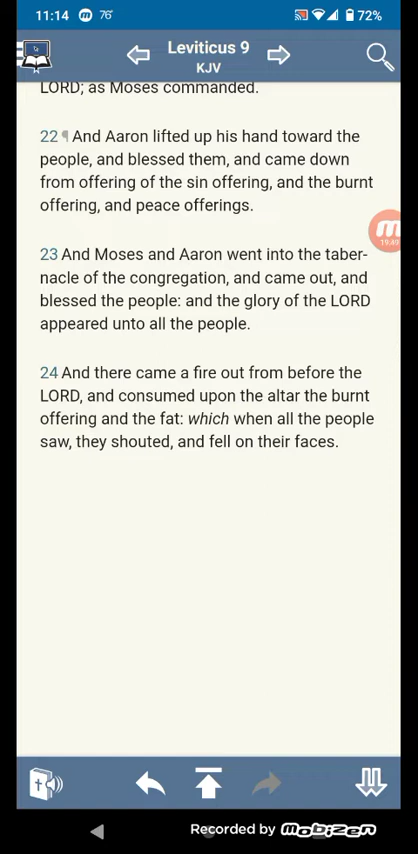 11:14 m 76° 72%
Leviticus 9
KJV
LORD; as Moses commanded.
22 ¶ And Aaron lifted up his hand toward the
people, and blessed them, and came down
from offering of the sin offering, and the burnt
offering, and peace offerings.
23 And Moses and Aaron went into the taber-
nacle of the congregation, and came out, and
blessed the people: and the glory of the LORD
appeared unto all the people.
24 And there came a fire out from before the
LORD, and consumed upon the altar the burnt
offering and the fat: which when all the people
saw, they shouted, and fell on their faces.
m
Recorded by mobizen